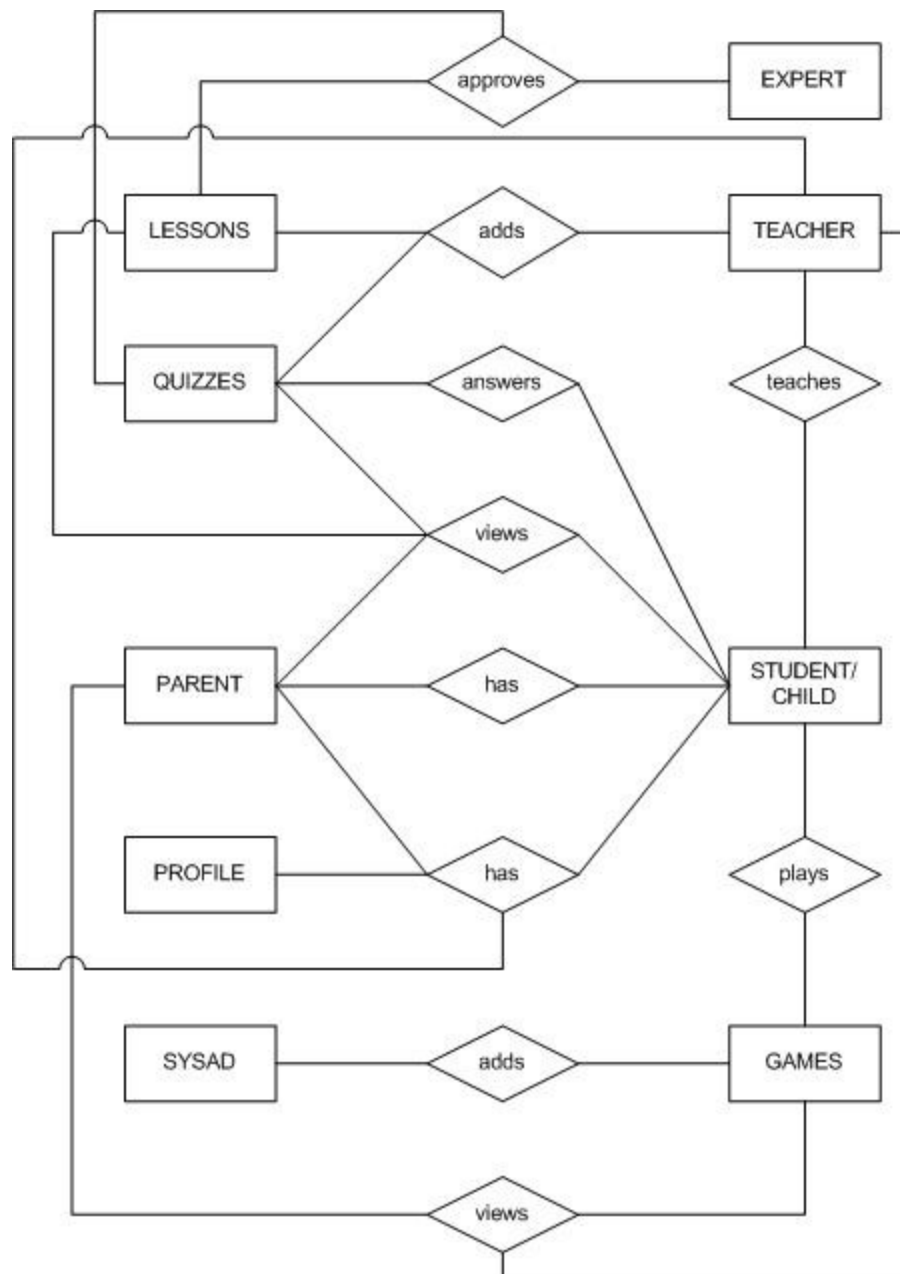 approves
EXPERT
LESSONS
adds
TEACHER
QUIZZES
answers
teaches
views
PARENT
has
STUDENT/
CHILD
PROFILE
has
plays
SYSAD
adds
GAMES
views